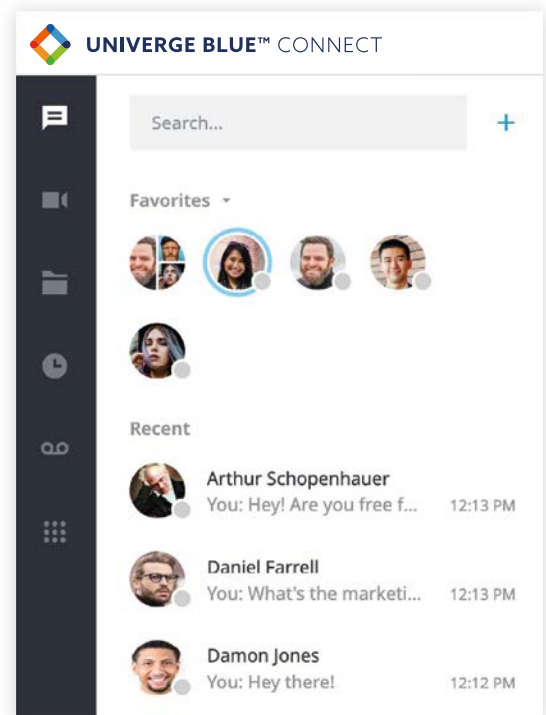 UNIVERGE BLUE™ CONNECT
Search...
Favorites
Recent
Arthur Schopenhauer
You: Hey! Are you free f... 12:13 PM
Daniel Farrell
You: What's the marketi... 12:13 PM
Damon Jones
You: Hey there! 12:12 PM